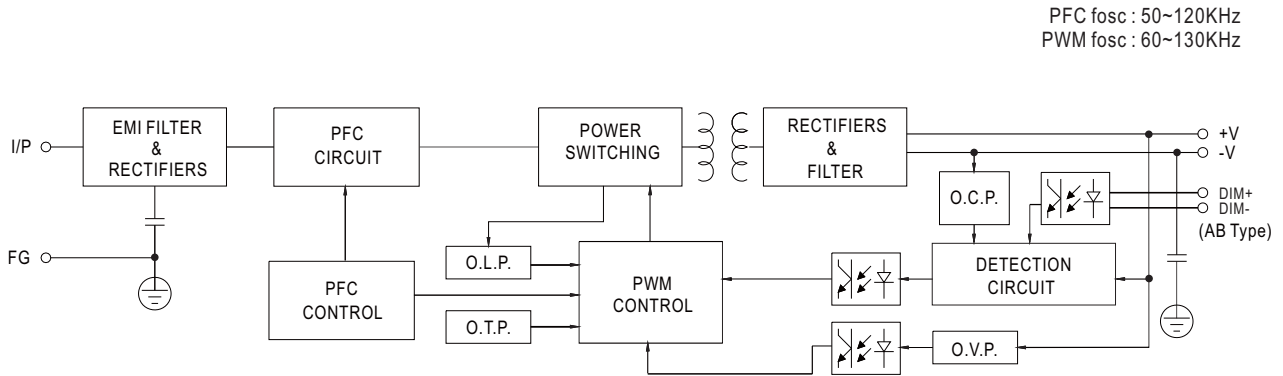 PFC fosc : 50~120KHz
PWM fosc : 60~130KHz
I/P
EMI FILTER
&
RECTIFIERS
PFC
CIRCUIT
POWER
SWITCHING
RECTIFIERS
&
FILTER
+V
-V
O.C.P.
DIM+
DIM-
(AB Type)
FG
O.L.P.
PFC
CONTROL
PWM
CONTROL
DETECTION
CIRCUIT
O.T.P.
O.V.P.